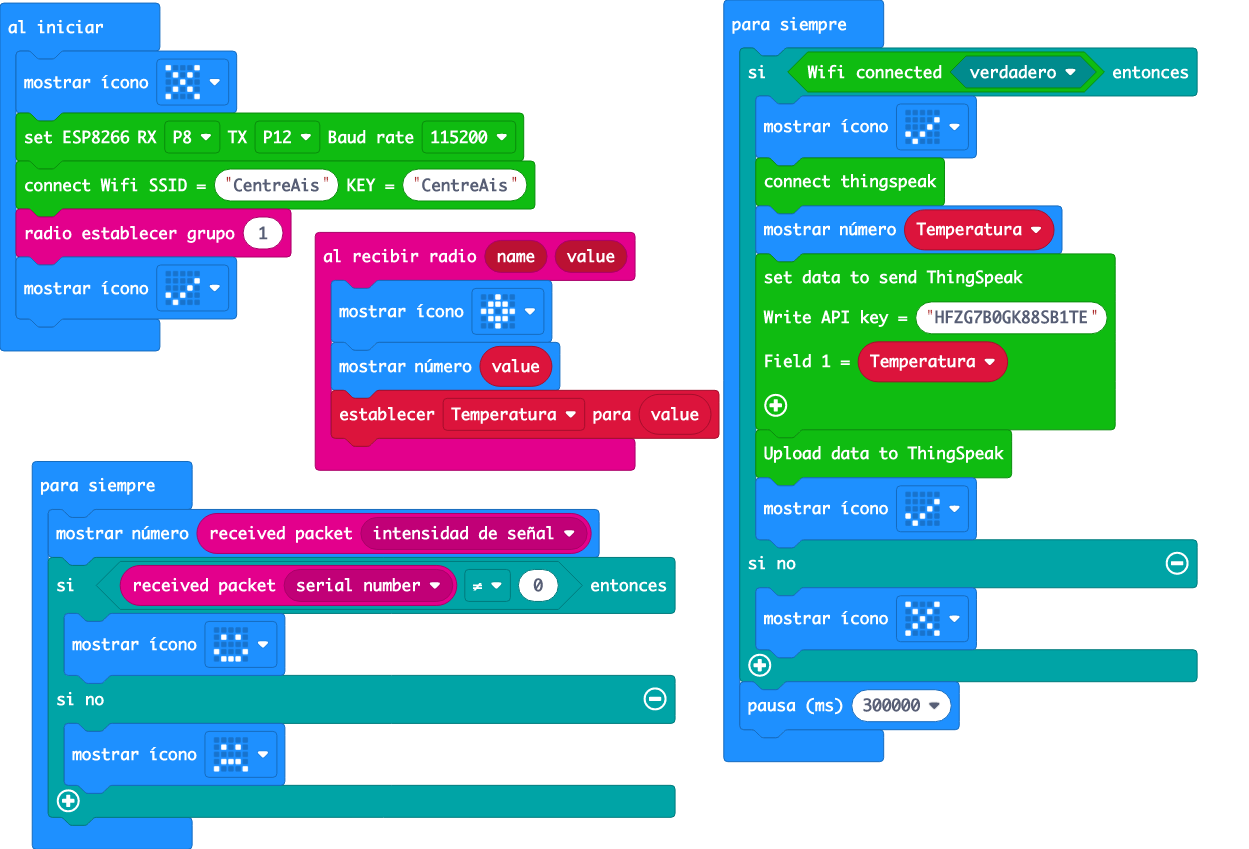 al iniciar
mostrar ícono
set ESP8266 RX P8 TX P12 Baud rate 115200
connect Wifi SSID = "CentreAis" KEY = "CentreAis"
radio establecer grupo 1
mostrar ícono
al recibir radio name value
mostrar ícono
mostrar número value
establecer Temperatura para value
para siempre
mostrar número received packet intensidad de señal
si received packet serial number ≠ 0 entonces
mostrar ícono
si no
mostrar ícono
para siempre
si Wifi connected verdadero entonces
mostrar ícono
connect thingspeak
mostrar número Temperatura
set data to send ThingSpeak
Write API key = "HFZG7B0GK88SB1TE"
Field 1 = Temperatura
Upload data to ThingSpeak
mostrar ícono
si no
mostrar ícono
pausa (ms) 300000